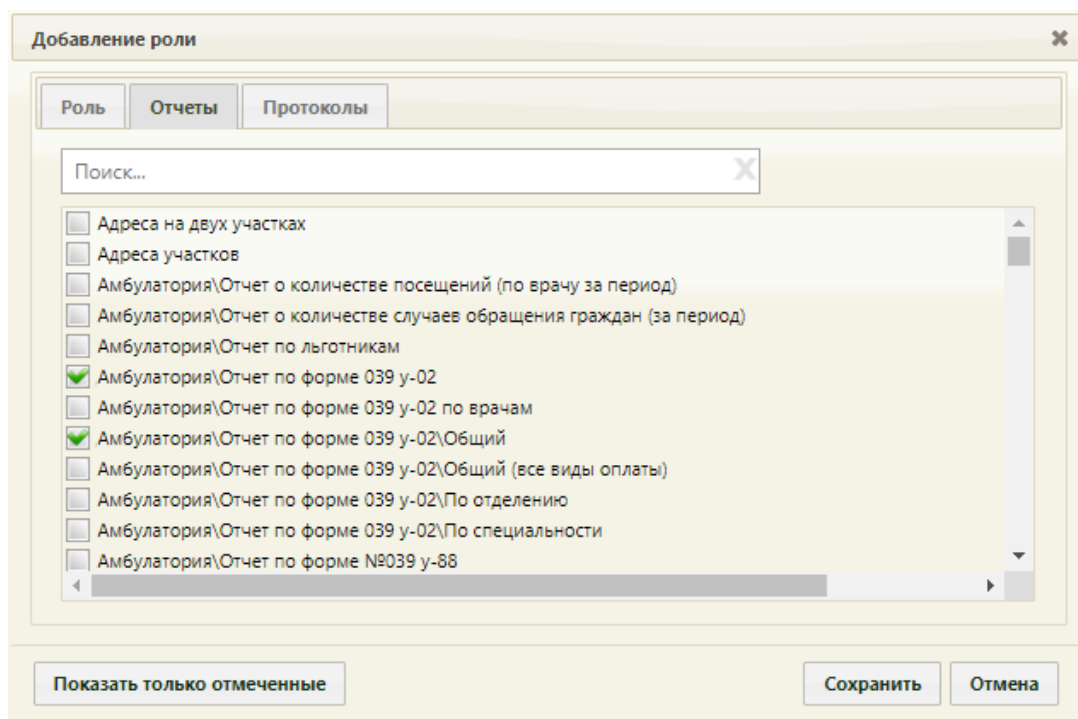 Добавление роли
Роль Отчеты Протоколы
Поиск...
Адреса на двух участках
Адреса участков
Амбулатория\Отчет о количестве посещений (по врачу за период)
Амбулатория\Отчет о количестве случаев обращения граждан (за период)
Амбулатория\Отчет по льготникам
Амбулатория\Отчет по форме 039 у-02
Амбулатория\Отчет по форме 039 у-02 по врачам
Амбулатория\Отчет по форме 039 у-02\Общий
Амбулатория\Отчет по форме 039 у-02\Общий (все виды оплаты)
Амбулатория\Отчет по форме 039 у-02\По отделению
Амбулатория\Отчет по форме 039 у-02\По специальности
Амбулатория\Отчет по форме №039 у-88
Показать только отмеченные Сохранить Отмена